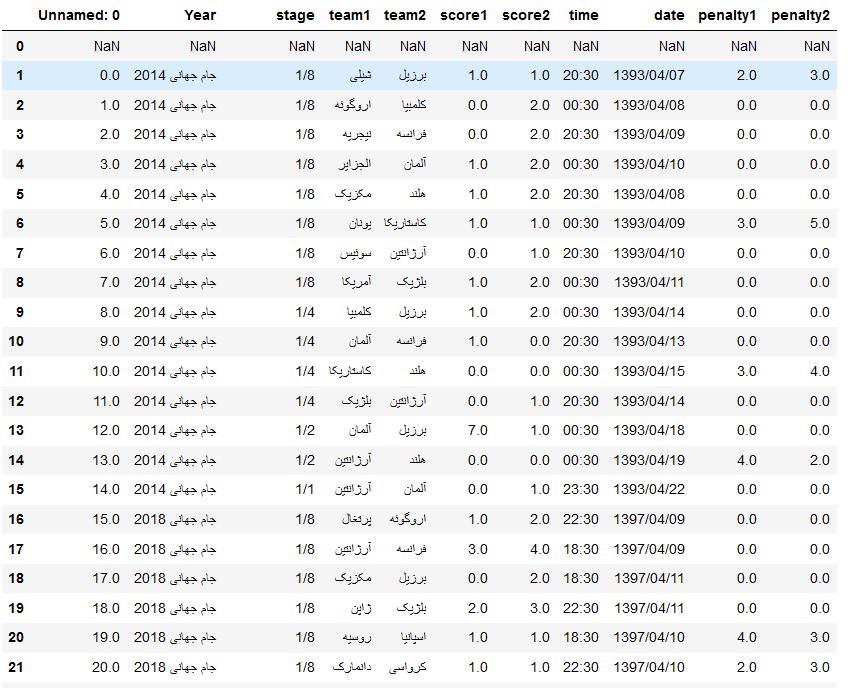 Unnamed: 0 Year stage team1 team2 score1 score2 time date penalty1 penalty2
0 NaN NaN NaN NaN NaN NaN NaN NaN NaN NaN NaN
1 0.0 جام جهانی 2014 1/8 شیلی برزیل 1.0 1.0 20:30 1393/04/07 2.0 3.0
2 1.0 جام جهانی 2014 1/8 اروگوئه کلمبیا 0.0 2.0 00:30 1393/04/08 0.0 0.0
3 2.0 جام جهانی 2014 1/8 نیجریه فرانسه 0.0 2.0 20:30 1393/04/09 0.0 0.0
4 3.0 جام جهانی 2014 1/8 الجزایر آلمان 1.0 2.0 00:30 1393/04/10 0.0 0.0
5 4.0 جام جهانی 2014 1/8 مکزیک هلند 1.0 2.0 20:30 1393/04/08 0.0 0.0
6 5.0 جام جهانی 2014 1/8 یونان کاستاریکا 1.0 1.0 00:30 1393/04/09 3.0 5.0
7 6.0 جام جهانی 2014 1/8 سوئیس آرژانتین 0.0 1.0 20:30 1393/04/10 0.0 0.0
8 7.0 جام جهانی 2014 1/8 آمریکا بلژیک 1.0 2.0 00:30 1393/04/11 0.0 0.0
9 8.0 جام جهانی 2014 1/4 کلمبیا برزیل 1.0 2.0 00:30 1393/04/14 0.0 0.0
10 9.0 جام جهانی 2014 1/4 آلمان فرانسه 1.0 0.0 20:30 1393/04/13 0.0 0.0
11 10.0 جام جهانی 2014 1/4 کاستاریکا هلند 0.0 0.0 00:30 1393/04/15 3.0 4.0
12 11.0 جام جهانی 2014 1/4 بلژیک آرژانتین 0.0 1.0 20:30 1393/04/14 0.0 0.0
13 12.0 جام جهانی 2014 1/2 آلمان برزیل 7.0 1.0 00:30 1393/04/18 0.0 0.0
14 13.0 جام جهانی 2014 1/2 آرژانتین هلند 0.0 0.0 00:30 1393/04/19 4.0 2.0
15 14.0 جام جهانی 2014 1/1 آرژانتین آلمان 0.0 1.0 23:30 1393/04/22 0.0 0.0
16 15.0 جام جهانی 2018 1/8 پرتغال اروگوئه 1.0 2.0 22:30 1397/04/09 0.0 0.0
17 16.0 جام جهانی 2018 1/8 آرژانتین فرانسه 3.0 4.0 18:30 1397/04/09 0.0 0.0
18 17.0 جام جهانی 2018 1/8 مکزیک برزیل 0.0 2.0 18:30 1397/04/11 0.0 0.0
19 18.0 جام جهانی 2018 1/8 ژاپن بلژیک 2.0 3.0 22:30 1397/04/11 0.0 0.0
20 19.0 جام جهانی 2018 1/8 روسیه اسپانیا 1.0 1.0 18:30 1397/04/10 4.0 3.0
21 20.0 جام جهانی 2018 1/8 دانمارک کرواسی 1.0 1.0 22:30 1397/04/10 2.0 3.0